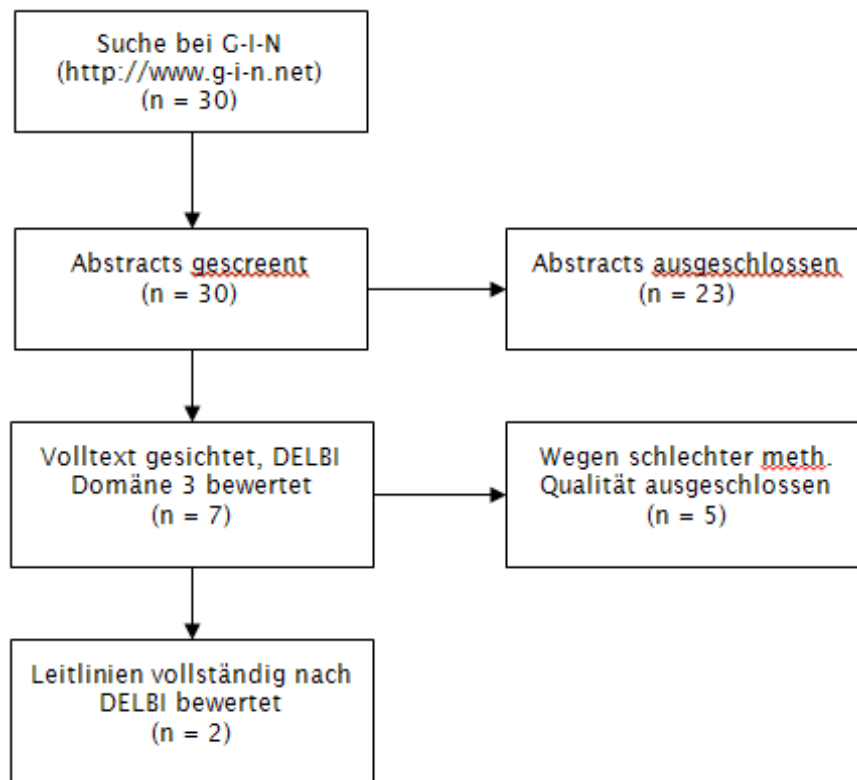 Suche bei G-I-N
(http://www.g-i-n.net)
(n = 30)
Abstracts gescreent
(n = 30)
Abstracts ausgeschlossen
(n = 23)
Volltext gesichtet, DELBI
Domäne 3 bewertet
(n = 7)
Wegen schlechter meth.
Qualität ausgeschlossen
(n = 5)
Leitlinien vollständig nach
DELBI bewertet
(n = 2)